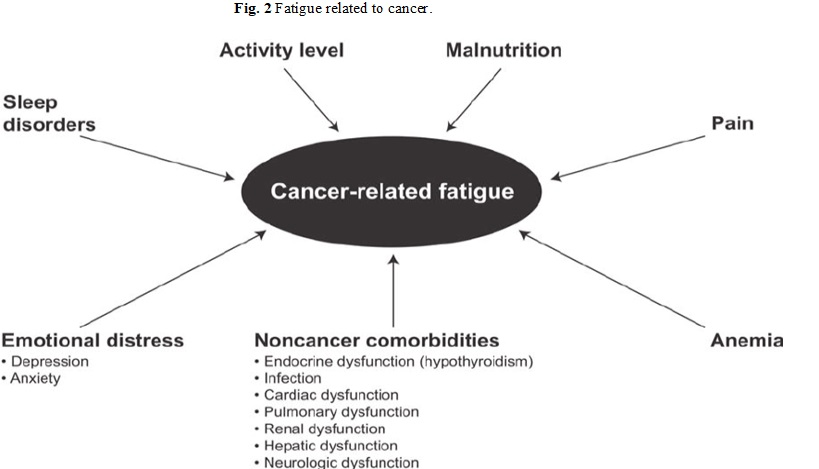 Fig. 2 Fatigue related to cancer.
Activity level
Malnutrition
Sleep
disorders
Pain
Cancer-related fatigue
Emotional distress
• Depression
• Anxiety
Noncancer comorbidities
• Endocrine dysfunction (hypothyroidism)
• Infection
• Cardiac dysfunction
• Pulmonary dysfunction
• Renal dysfunction
• Hepatic dysfunction
• Neurologic dysfunction
Anemia